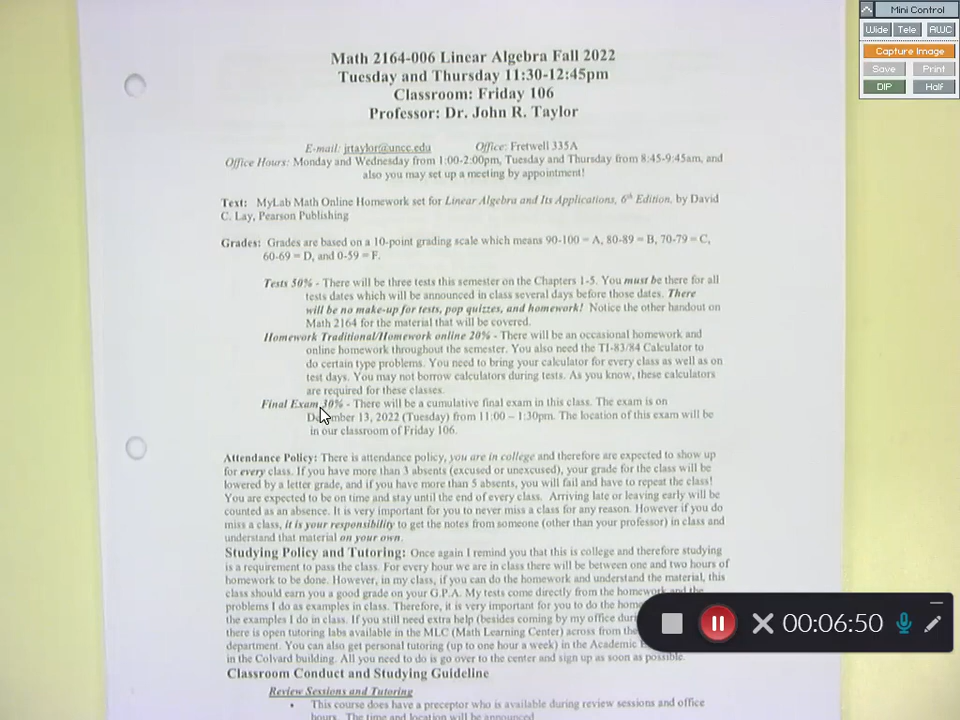 Math 2164-006 Linear Algebra Fall 2022
Tuesday and Thursday 11:30-12:45pm
Classroom: Friday 106
Professor: Dr. John R. Taylor
E-mail: jrtaylor@uncc.edu Office: Fretwell 335A
Office Hours: Monday and Wednesday from 1:00-2:00pm, Tuesday and Thursday from 8:45-9:45am, and
also you may set up a meeting by appointment!
Text: MyLab Math Online Homework set for Linear Algebra and Its Applications, 6th Edition, by David
C. Lay, Pearson Publishing
Grades: Grades are based on a 10-point grading scale which means 90-100 = A, 80-89 = B, 70-79 = C,
60-69 = D, and 0-59 = F.
Tests 50% - There will be three tests this semester on the Chapters 1-5. You must be there for all
tests dates which will be announced in class several days before those dates. There
will be no make-up for tests, pop quizzes, and homework! Notice the other handout on
Math 2164 for the material that will be covered.
Homework Traditional/Homework online 20% - There will be an occasional homework and
online homework throughout the semester. You also need the TI-83/84 Calculator to
do certain type problems. You need to bring your calculator for every class as well as on
test days. You may not borrow calculators during tests. As you know, these calculators
are required for these classes.
Final Exam 30% - There will be a cumulative final exam in this class. The exam is on
December 13, 2022 (Tuesday) from 11:00 – 1:30pm. The location of this exam will be
in our classroom of Friday 106.
Attendance Policy: There is attendance policy, you are in college and therefore are expected to show up
for every class. If you have more than 3 absents (excused or unexcused), your grade for the class will be
lowered by a letter grade, and if you have more than 5 absents, you will fail and have to repeat the class!
You are expected to be on time and stay until the end of every class. Arriving late or leaving early will be
counted as an absence. It is very important for you to never miss a class for any reason. However if you do
miss a class, it is your responsibility to get the notes from someone (other than your professor) in class and
understand that material on your own.
Studying Policy and Tutoring: Once again I remind you that this is college and therefore studying
is a requirement to pass the class. For every hour we are in class there will be between one and two hours of
homework to be done. However, in my class, if you can do the homework and understand the material, this
class should earn you a good grade on your G.P.A. My tests come directly from the homework and the
problems I do as examples in class. Therefore, it is very important for you to do the
the examples I do in class. If you still need extra help (besides coming by my office
there is open tutoring labs available in the MLC (Math Learning Center) across from the
department. You can also get personal tutoring (up to one hour a week) in the Academic
in the Colvard building. All you need to do is go over to the center and sign up as soon as possible.
Classroom Conduct and Studying Guideline
Review Sessions and Tutoring
• This course does have a preceptor who is available during review sessions and office
hours. The time and location will be announced
Mini Control
Wide Tele AWC
Capture Image
Save Print
DIP Half
00:06:50